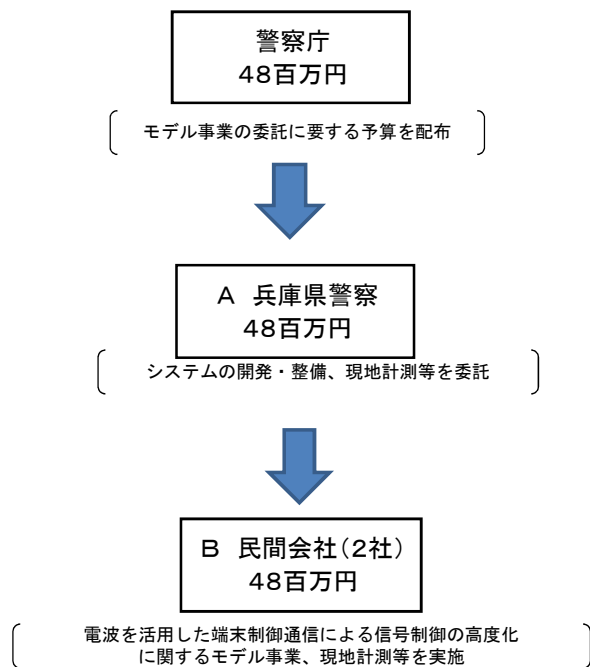 警察庁
48百万円
モデル事業の委託に要する予算を配布
A 兵庫県警察
48百万円
システムの開発・整備、現地計測等を委託
B 民間会社(2社)
48百万円
電波を活用した端末制御通信による信号制御の高度化
に関するモデル事業、現地計測等を実施